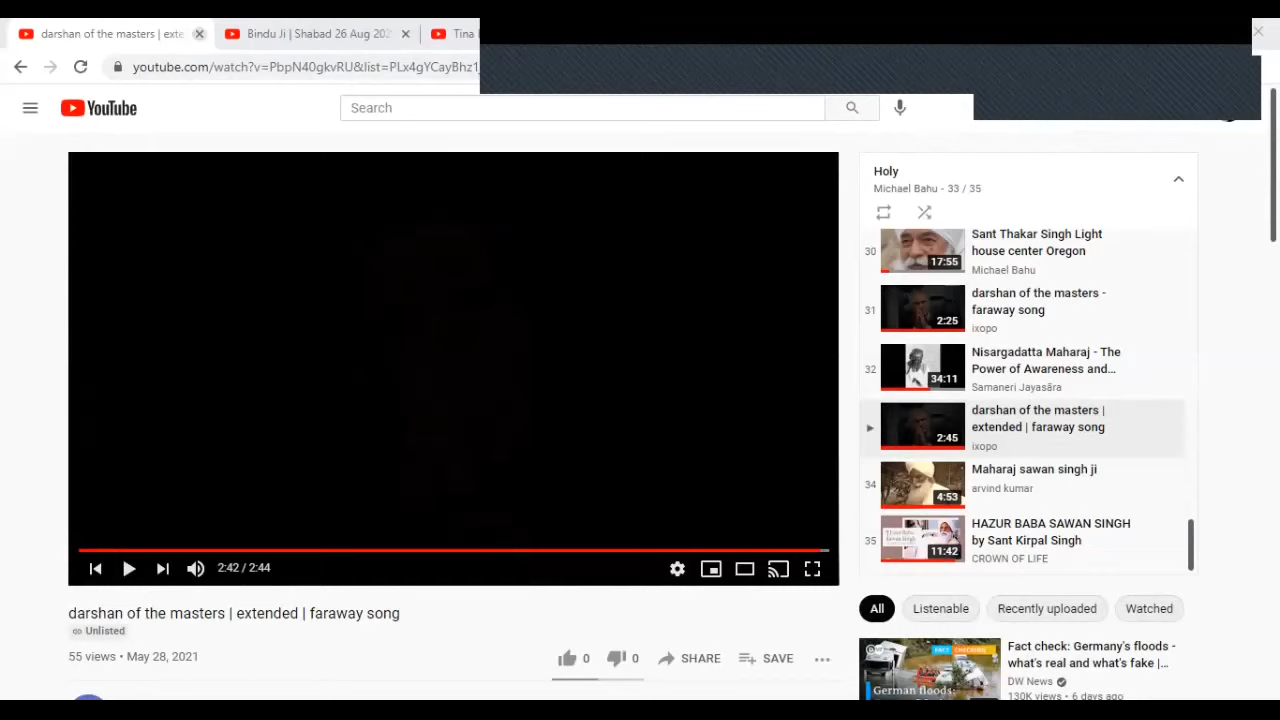 darshan of the masters | exte
Bindu Ji | Shabad 26 Aug 202
Tina
youtube.com/watch?v=PbpN40gkvRU&list=PLx4gYCayBhz1
YouTube
Search
Holy
Michael Bahu - 33 / 35
30
17:55
Sant Thakar Singh Light
house center Oregon
Michael Bahu
31
2:25
darshan of the masters -
faraway song
ixopo
32
34:11
Nisargadatta Maharaj - The
Power of Awareness and...
Samaneri Jayasāra
2:45
darshan of the masters |
extended | faraway song
ixopo
34
4:53
Maharaj sawan singh ji
arvind kumar
35
11:42
HAZUR BABA SAWAN SINGH
by Sant Kirpal Singh
CROWN OF LIFE
2:42 / 2:44
darshan of the masters | extended | faraway song
Unlisted
55 views • May 28, 2021
0
0
SHARE
SAVE
All
Listenable
Recently uploaded
Watched
FACT CHECKING
German floods:
Fact check: Germany's floods -
what's real and what's fake |...
DW News
130K views • 6 days ago